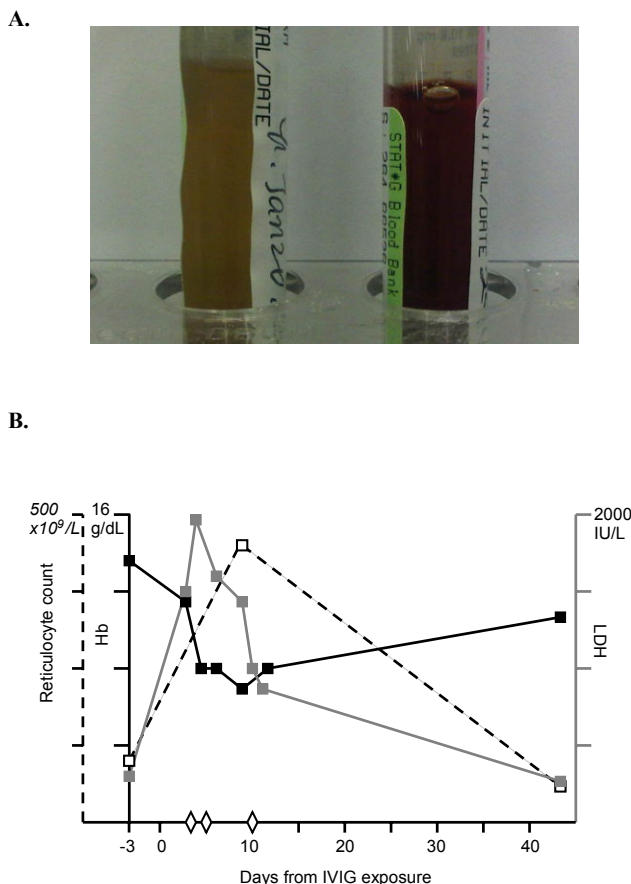 A.
TIAL/DATE
STAT*G Blood Bank
INITIAL/DATE
B.
500
x10⁹/L
16
g/dL
2000
IU/L
Reticulocyte count
Hb
LDH
-3
0
10
20
30
40
Days from IVIG exposure